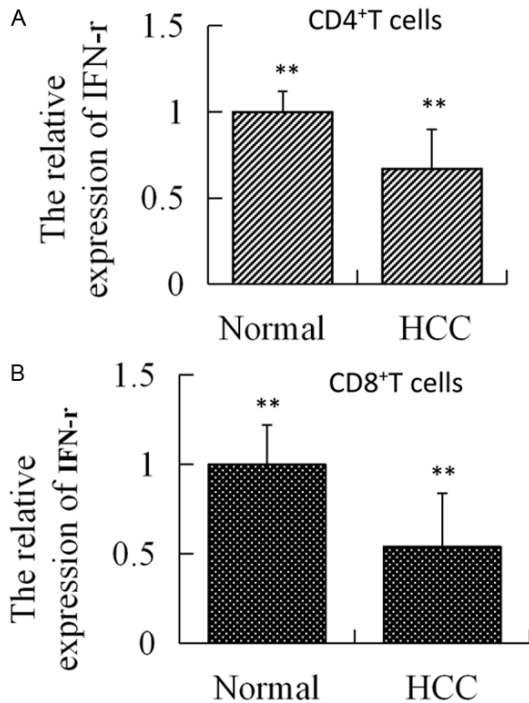 A
CD4⁺T cells
The relative
expression of IFN-r
1.5
1
0.5
0
**
**
Normal HCC
B
CD8⁺T cells
The relative
expression of IFN-r
1.5
1
0.5
0
**
**
Normal HCC